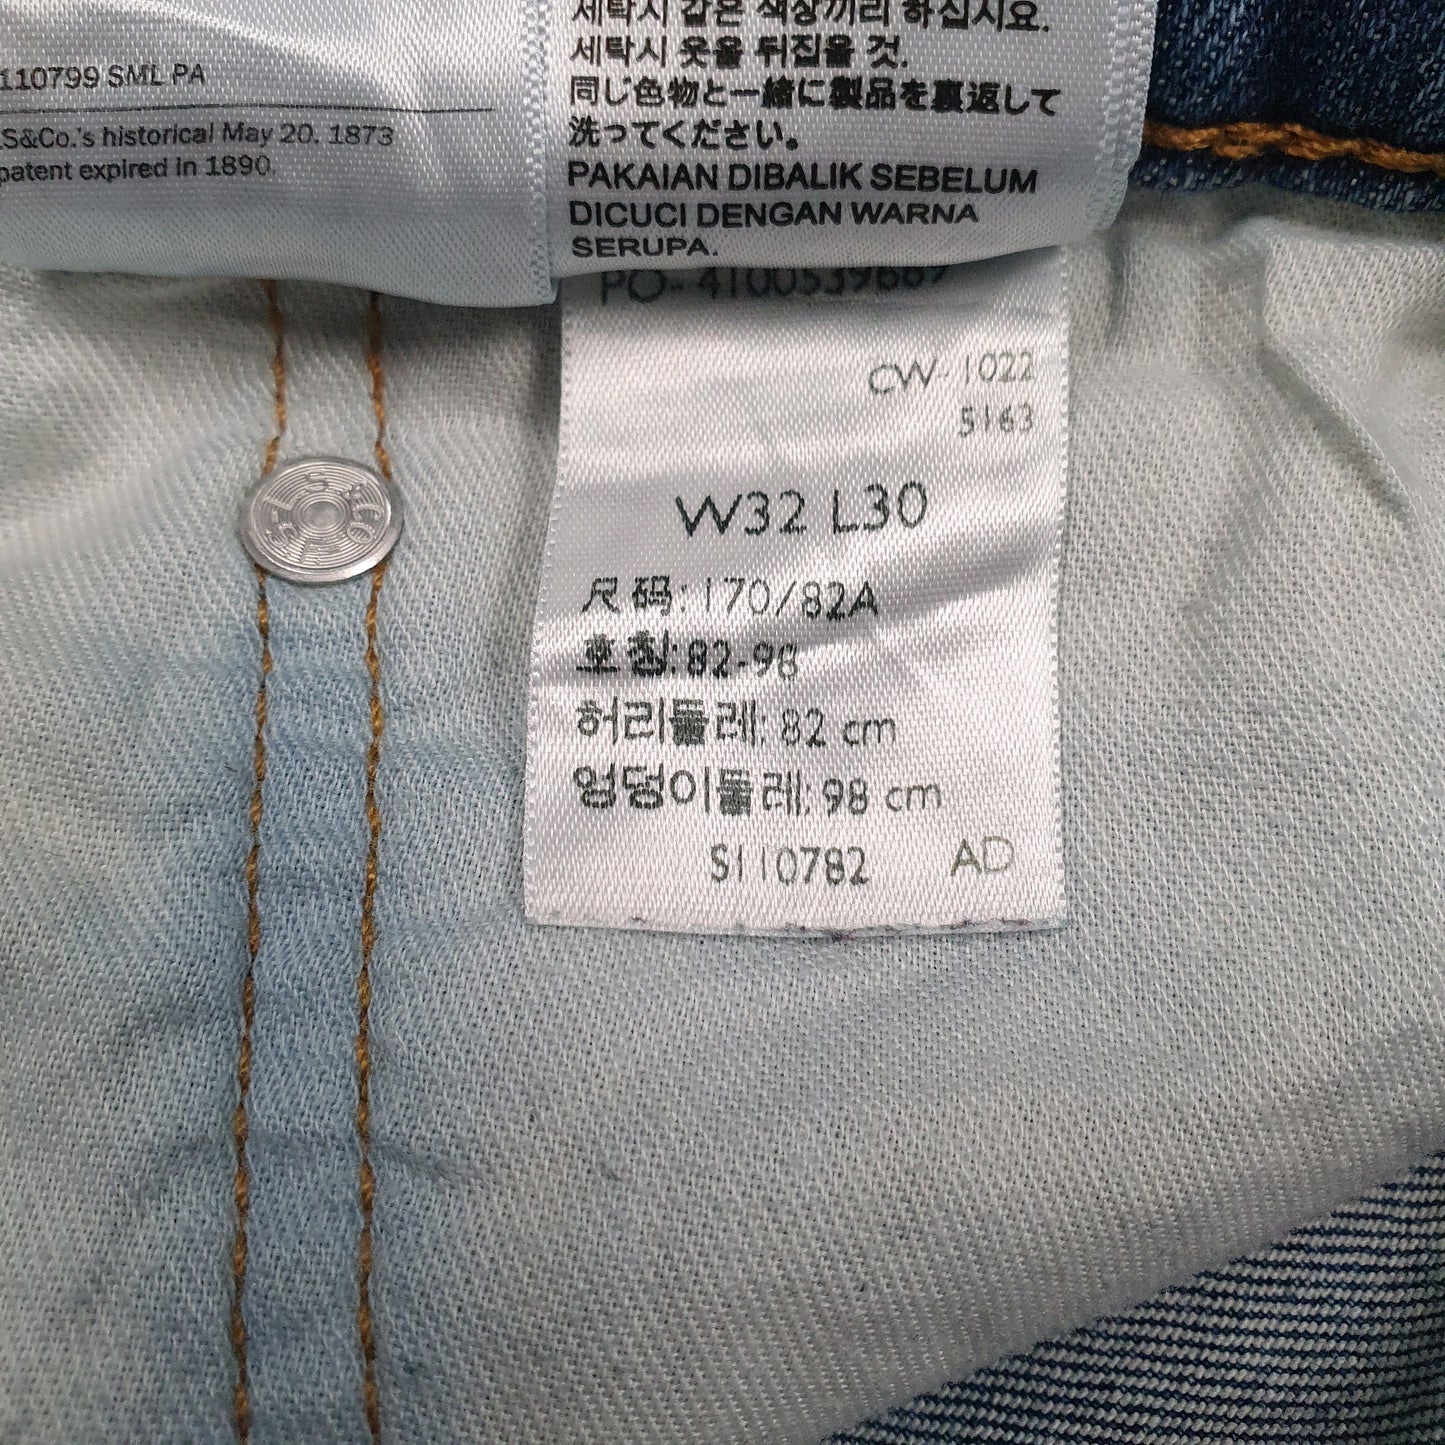 110799 SML PA
LS&Co.'s historical May 20, 1873
patent expired in 1890.
세탁시 같은 색상끼리 하십시요.
세탁시 옷을 뒤집을 것.
同じ色物と一緒に製品を裏返して
洗ってください。
PAKAIAN DIBALIK SEBELUM
DICUCI DENGAN WARNA
SERUPA.
PO- 4100539669
CW- 1022
5163
W32 L30
尺码: 170/82A
호칭: 82-98
허리둘레: 82 cm
엉덩이둘레: 98 cm
S110782 AD